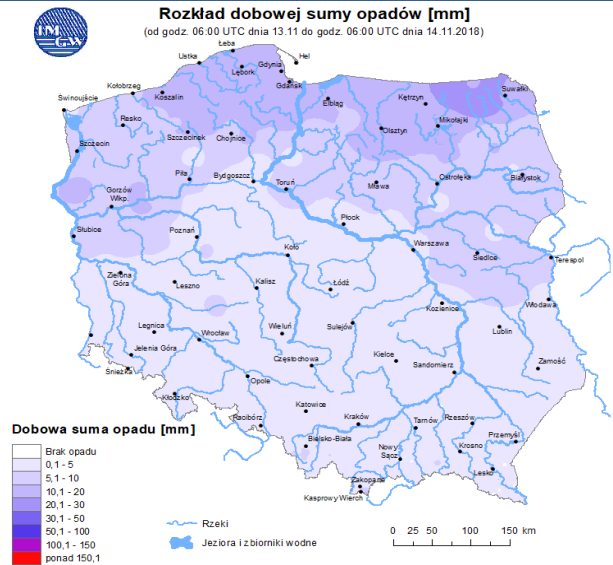 Rozkład dobowej sumy opadów [mm]
(od godz. 06:00 UTC dnia 13.11 do godz. 06:00 UTC dnia 14.11.2018)
IM
GW
Łeba
Ustka
Hel
Lębork
Gdynia
Gdańsk
Kołobrzeg
Koszalin
Świnoujście
Elbląg
Kętrzyn
Suwałki
Resko
Szczecinek
Chojnice
Olsztyn
Mikołajki
Szczecin
Piła
Bydgoszcz
Toruń
Mława
Ostrołęka
Białystok
Gorzów
Wlkp.
Płock
Słubice
Poznań
Koło
Warszawa
Siedlce
Terespol
Zielona
Góra
Leszno
Kalisz
Łódź
Kozienice
Włodawa
Legnica
Wrocław
Wieluń
Sulejów
Lublin
Jelenia Góra
Śnieżka
Częstochowa
Kielce
Sandomierz
Zamość
Opole
Kłodzko
Katowice
Racibórz
Kraków
Tarnów
Rzeszów
Przemyśl
Bielsko-Biała
Nowy
Sącz
Krosno
Lesko
Zakopane
Kasprowy Wierch
Dobowa suma opadu [mm]
Brak opadu
0,1 - 5
5,1 - 10
10,1 - 20
20,1 - 30
30,1 - 50
50,1 - 100
100,1 - 150
ponad 150,1
Rzeki
Jeziora i zbiorniki wodne
0 25 50 100 150 km